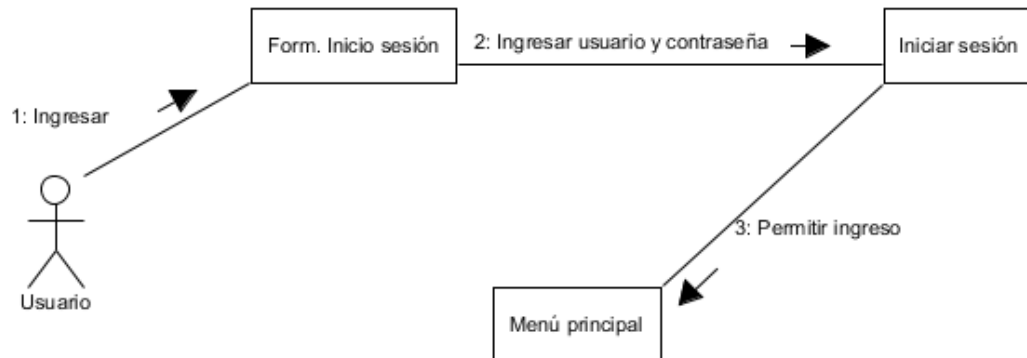 Form. Inicio sesión
2: Ingresar usuario y contraseña
Iniciar sesión
1: Ingresar
Usuario
3: Permitir ingreso
Menú principal